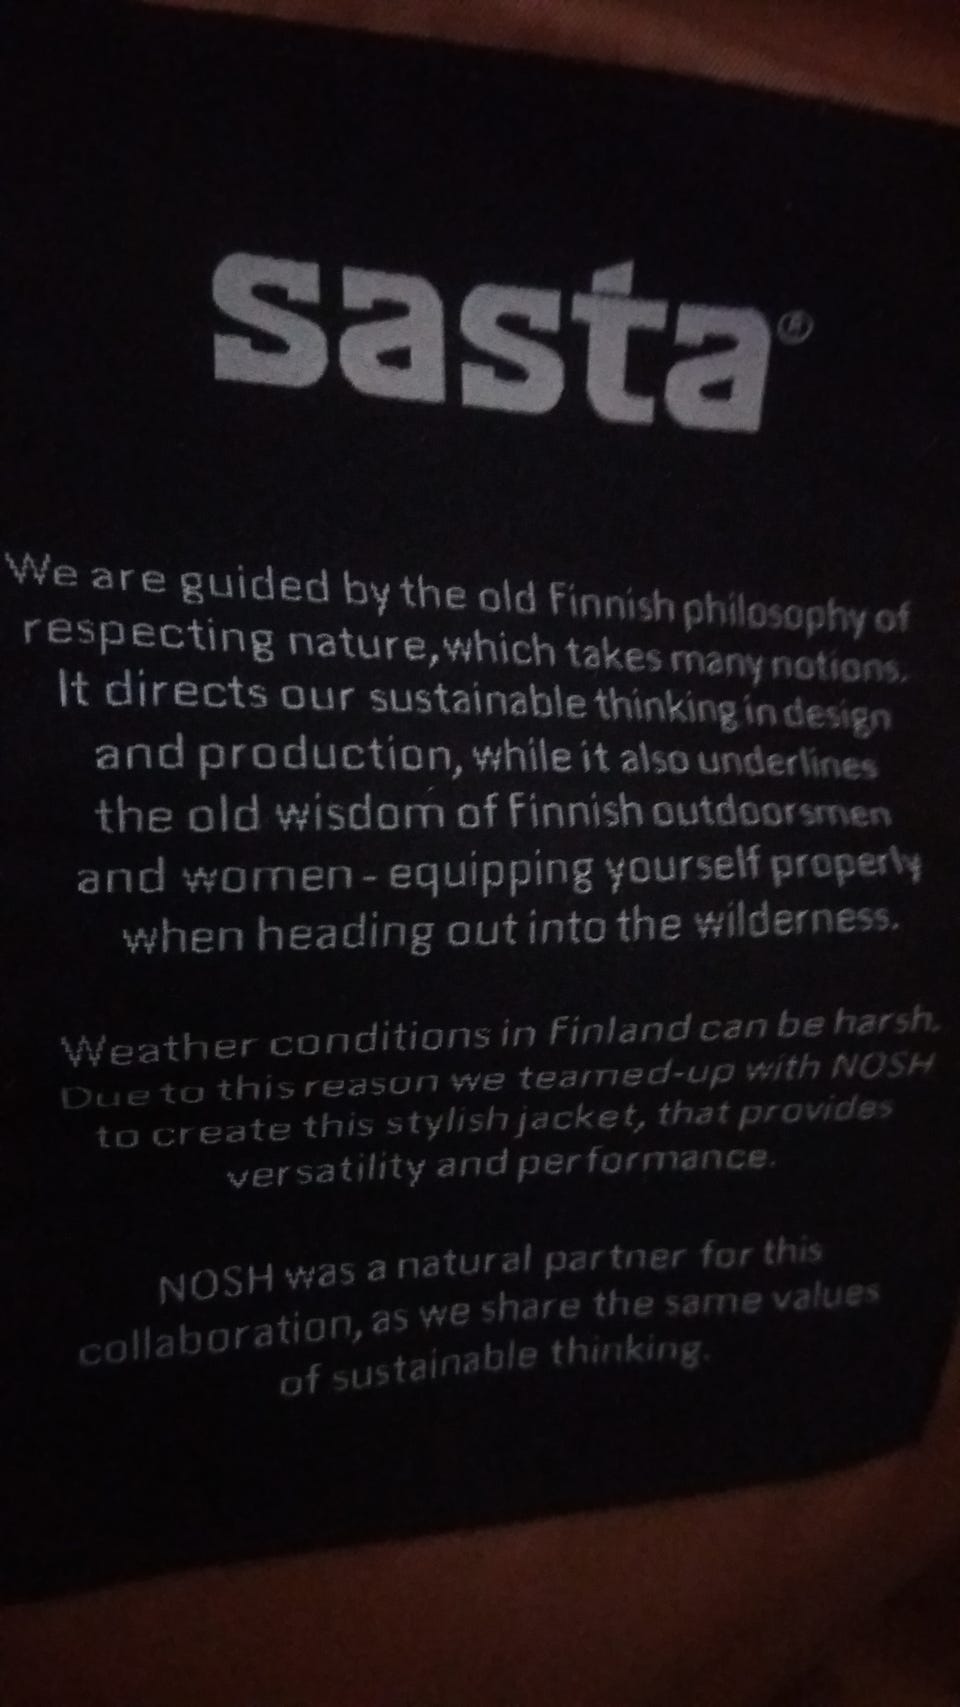 sasta®
We are guided by the old Finnish philosophy of
respecting nature, which takes many notions.
It directs our sustainable thinking in design
and production, while it also underlines
the old wisdom of Finnish outdoorsmen
and women - equipping yourself properly
when heading out into the wilderness.
Weather conditions in Finland can be harsh.
Due to this reason we teamed-up with NOSH
to create this stylish jacket, that provides
versatility and performance.
NOSH was a natural partner for this
collaboration, as we share the same values
of sustainable thinking.